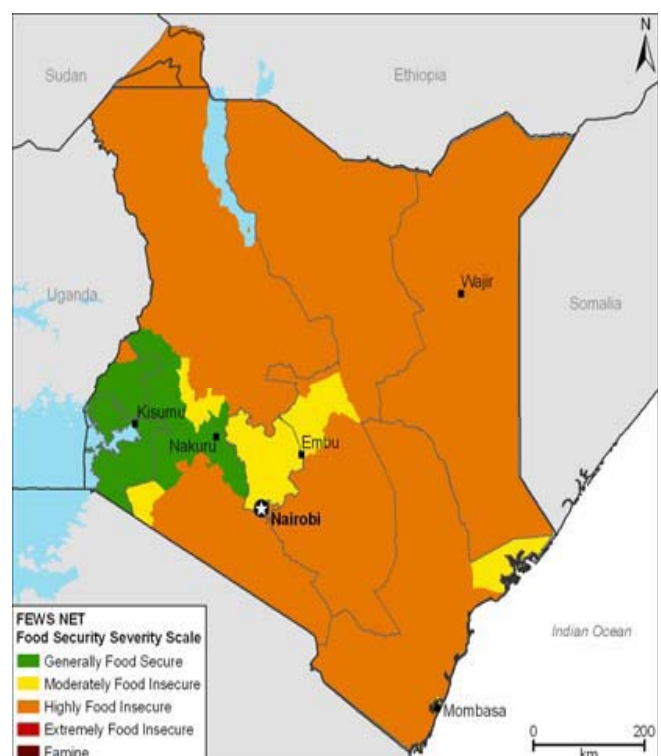 N
Sudan
Ethiopia
Wajir
Uganda
Somalia
Kisumu
Nakuru
Embu
Nairobi
FEWS NET
Food Security Severity Scale
Generally Food Secure
Moderately Food Insecure
Highly Food Insecure
Extremely Food Insecure
Famine
Indian Ocean
Mombasa
0 200
km